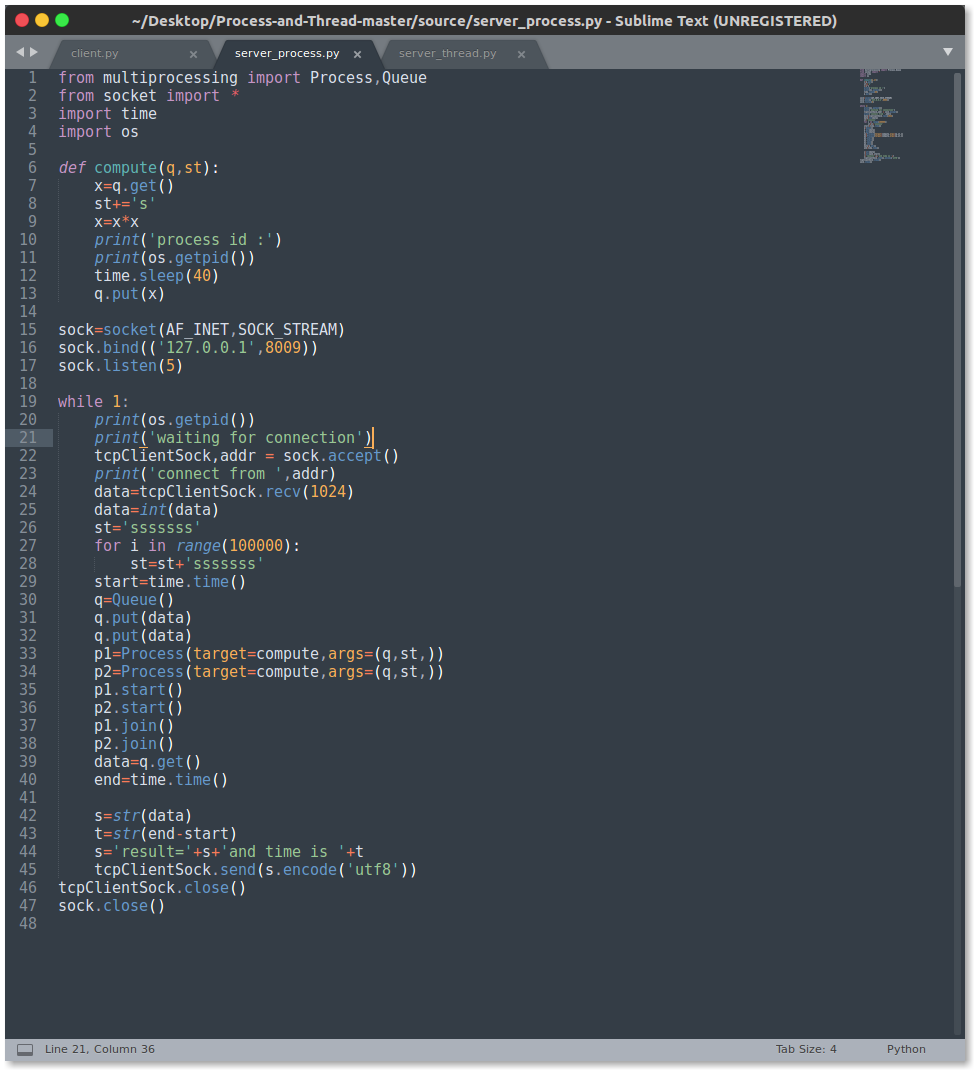 ~/Desktop/Process-and-Thread-master/source/server_process.py - Sublime Text (UNREGISTERED)
client.py × server_process.py × server_thread.py ×
1 from multiprocessing import Process,Queue
2 from socket import *
3 import time
4 import os
5
6 def compute(q,st):
7     x=q.get()
8     st+='s'
9     x=x*x
10     print('process id :')
11     print(os.getpid())
12     time.sleep(40)
13     q.put(x)
14
15 sock=socket(AF_INET,SOCK_STREAM)
16 sock.bind(('127.0.0.1',8009))
17 sock.listen(5)
18
19 while 1:
20     print(os.getpid())
21     print('waiting for connection')
22     tcpClientSock,addr = sock.accept()
23     print('connect from ',addr)
24     data=tcpClientSock.recv(1024)
25     data=int(data)
26     st='sssssss'
27     for i in range(100000):
28         st=st+'sssssss'
29     start=time.time()
30     q=Queue()
31     q.put(data)
32     q.put(data)
33     p1=Process(target=compute,args=(q,st,))
34     p2=Process(target=compute,args=(q,st,))
35     p1.start()
36     p2.start()
37     p1.join()
38     p2.join()
39     data=q.get()
40     end=time.time()
41
42     s=str(data)
43     t=str(end-start)
44     s='result='+s+'and time is '+t
45     tcpClientSock.send(s.encode('utf8'))
46 tcpClientSock.close()
47 sock.close()
48
Line 21, Column 36 Tab Size: 4 Python